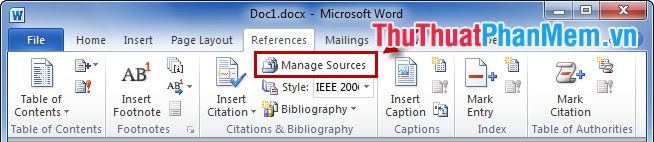 Doc1.docx - Microsoft Word
File Home Insert Page Layout References Mailings
ThuThuatPhanMem.vn
Manage Sources
Style: IEEE 200
Bibliography
Table of Contents
Insert Footnote
AB1
Insert Citation
Insert Caption
Mark Entry
Mark Citation
Table of Contents Footnotes Citations & Bibliography Captions Index Table of Authorities